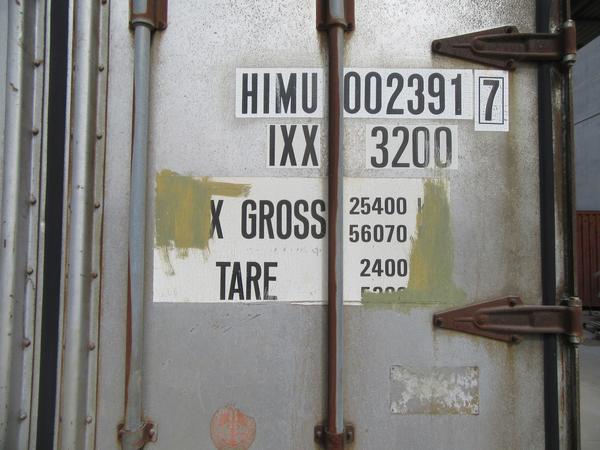 HIMU 002391 7
IXX 3200
X GROSS 25400
56070
TARE 2400